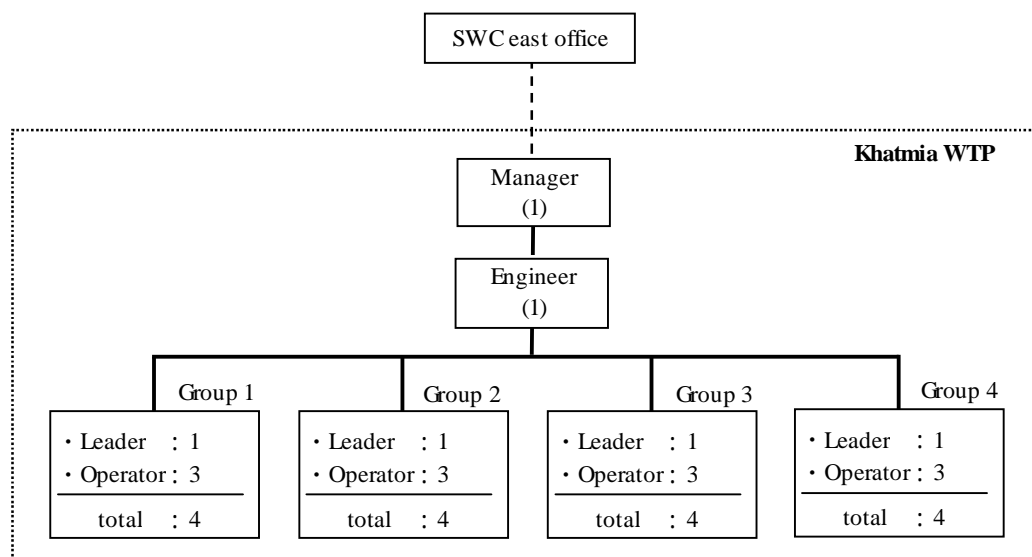 SWC east office
Khatmia WTP
Manager
(1)
Engineer
(1)
Group 1
・Leader : 1
・Operator : 3
total : 4
Group 2
・Leader : 1
・Operator : 3
total : 4
Group 3
・Leader : 1
・Operator : 3
total : 4
Group 4
・Leader : 1
・Operator : 3
total : 4